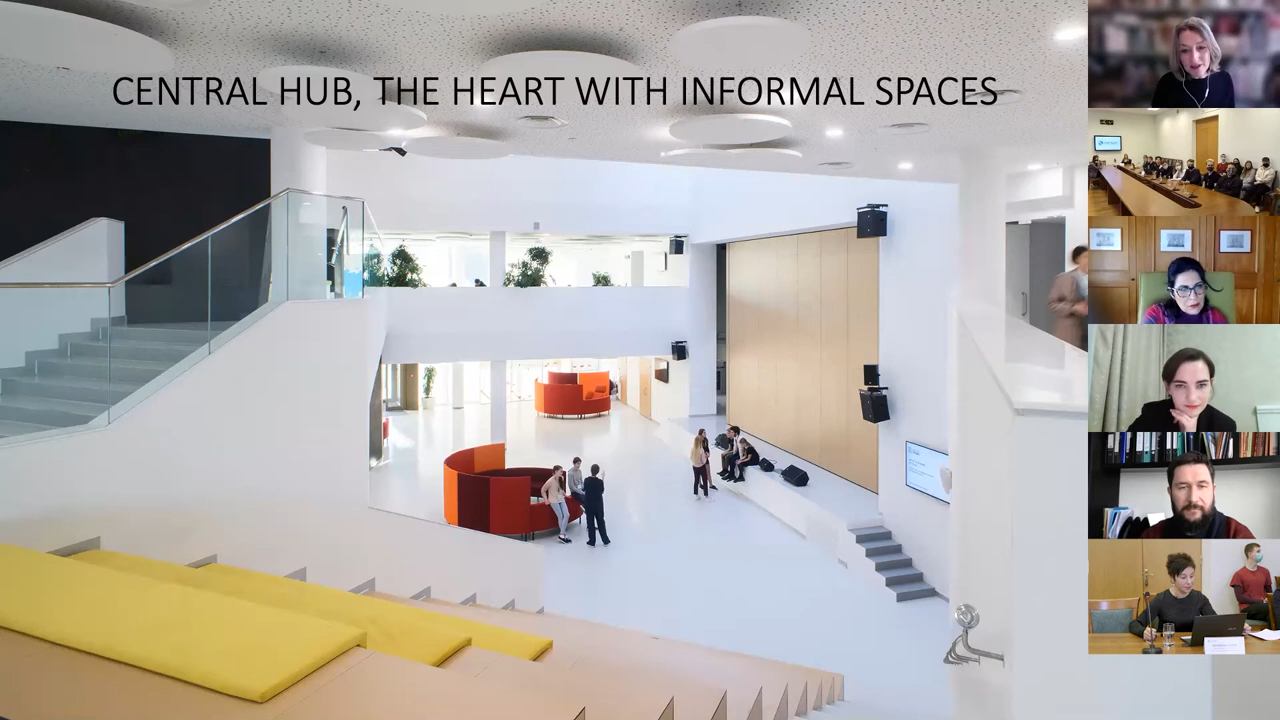 CENTRAL HUB, THE HEART WITH INFORMAL SPACES